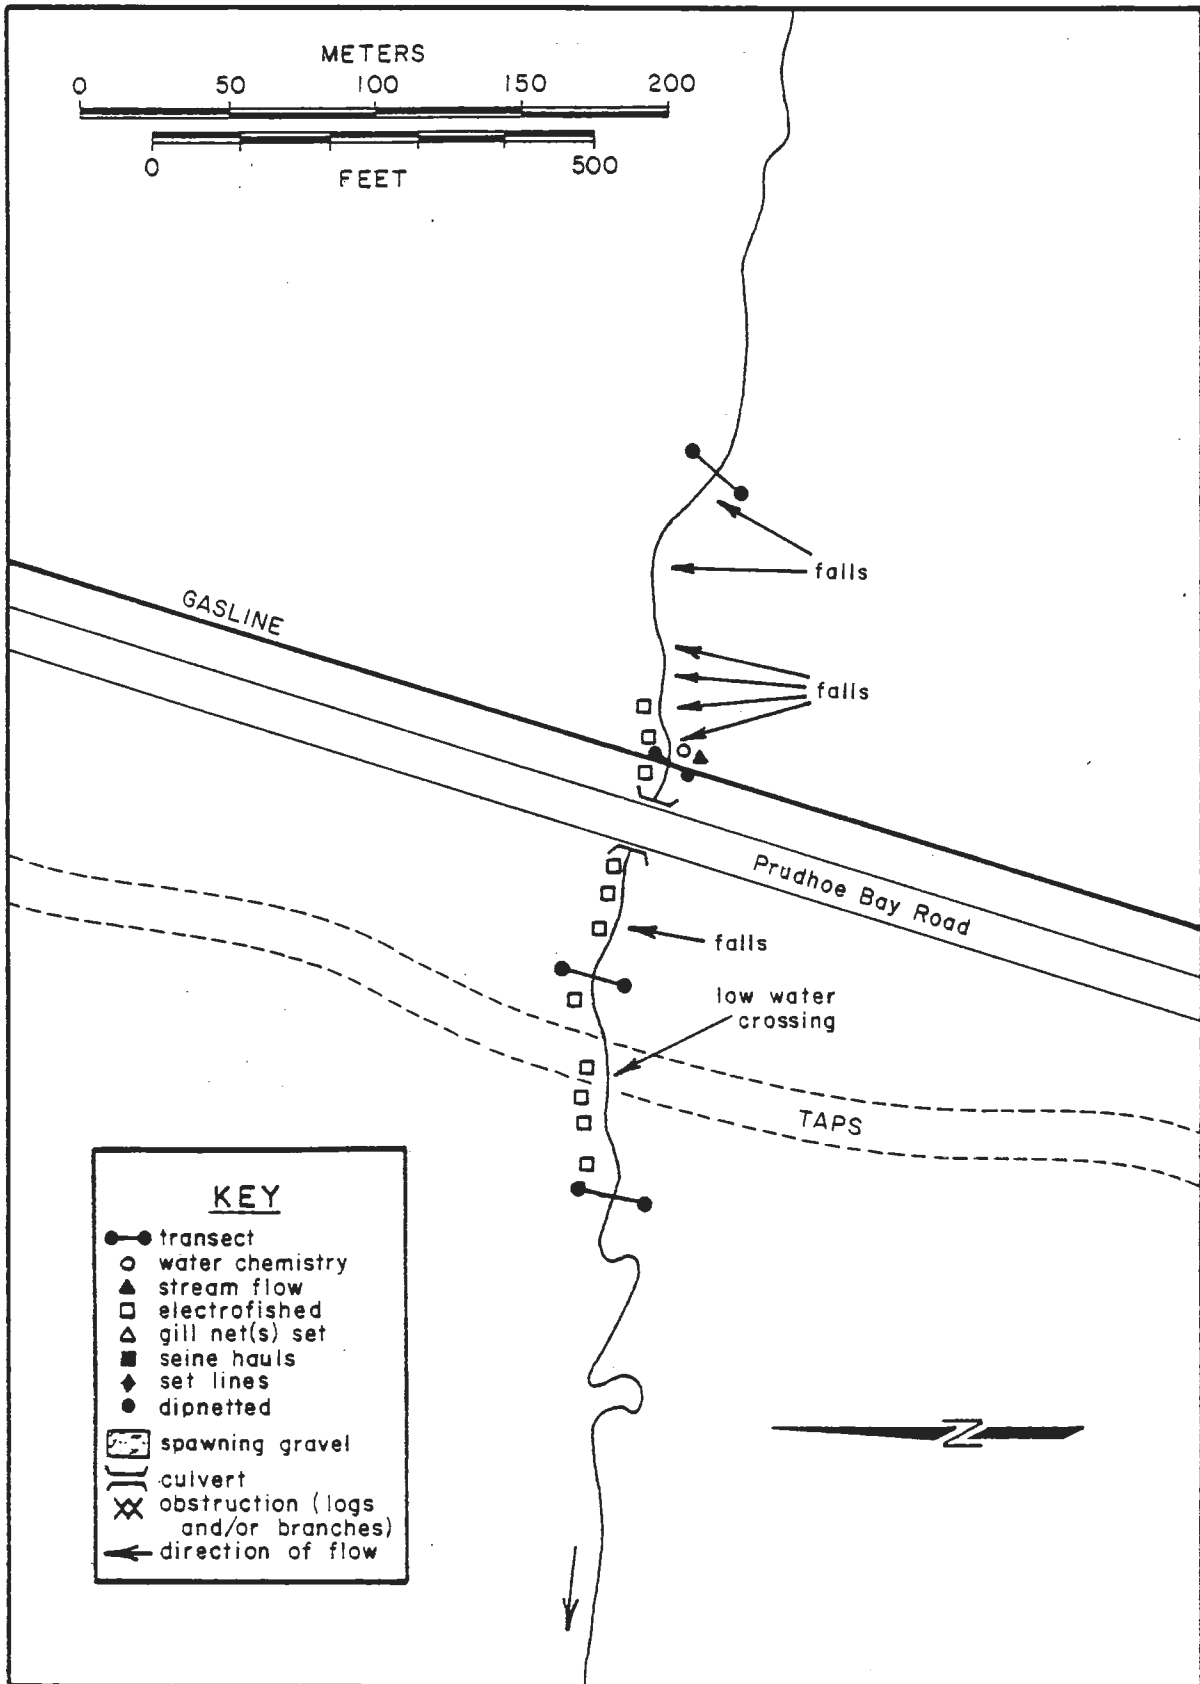 METERS
0 50 100 150 200
0 500
FEET
falls
GASLINE
falls
Prudhoe Bay Road
falls
low water
crossing
TAPS
KEY
transect
water chemistry
stream flow
electrofished
gill net(s) set
seine hauls
set lines
dipnetted
spawning gravel
culvert
obstruction (logs
and/or branches)
direction of flow
N